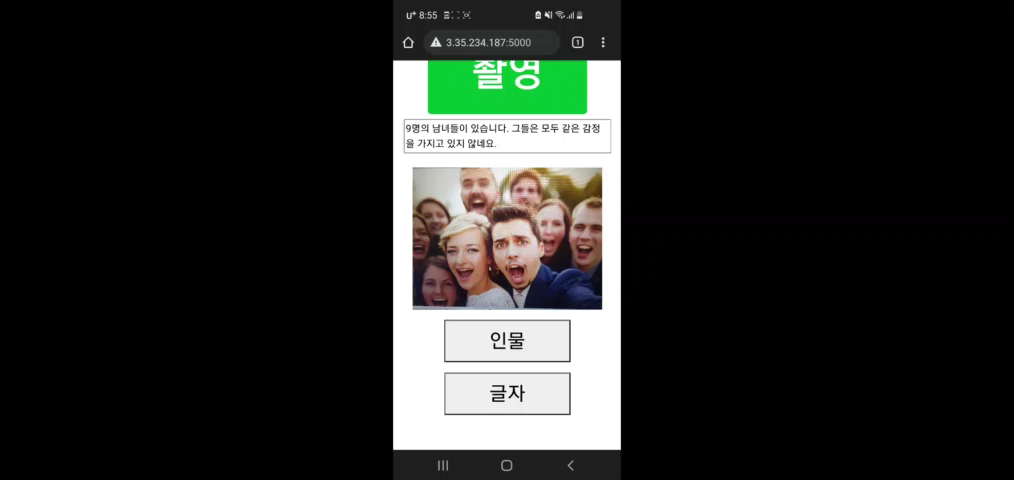 U+ 8:55
3.35.234.187:5000
1
촬영
9명의 남녀들이 있습니다. 그들은 모두 같은 감정
을 가지고 있지 않네요.
인물
글자